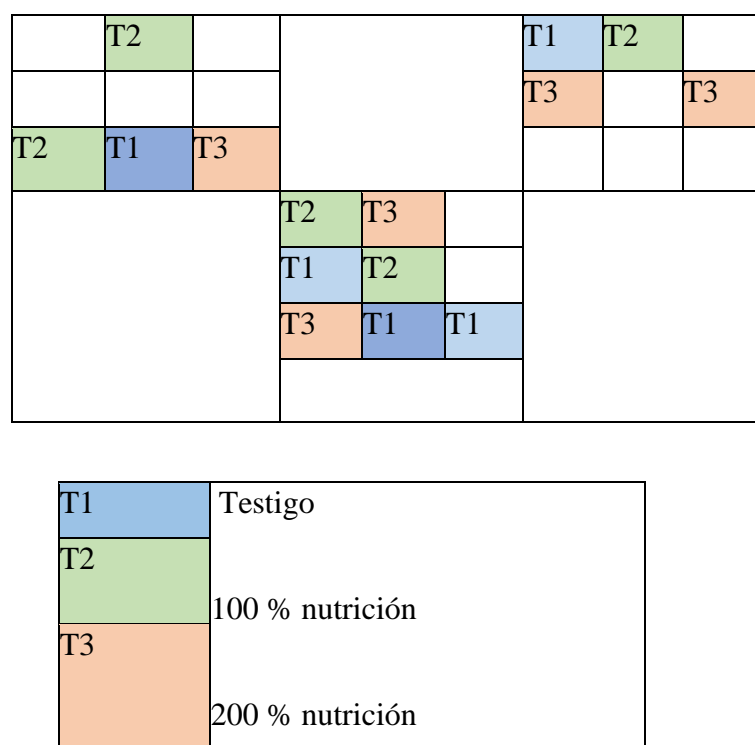 T2 T1 T2
T3 T3
T2 T1 T3
T2 T3
T1 T2
T3 T1 T1
T1 Testigo
T2
100 % nutrición
T3
200 % nutrición